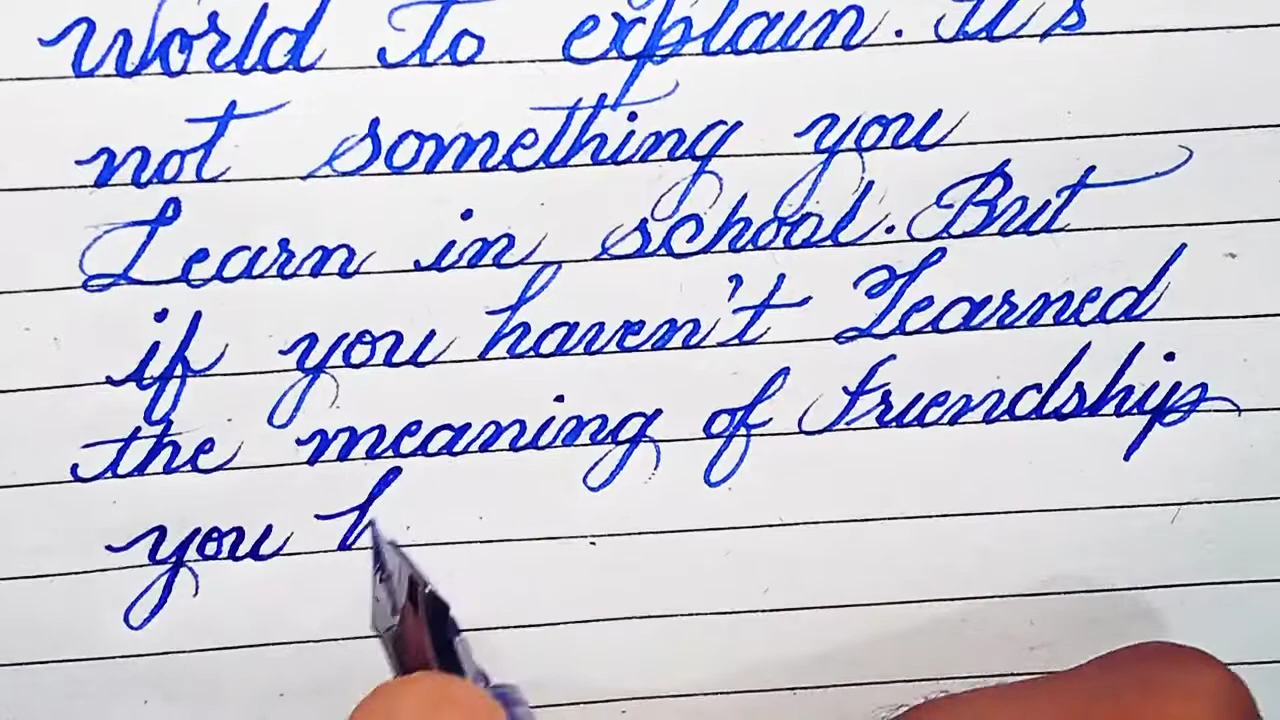 world to explain. It's
not something you
Learn in school. But
if you haven't Learned
the meaning of friendship
you h